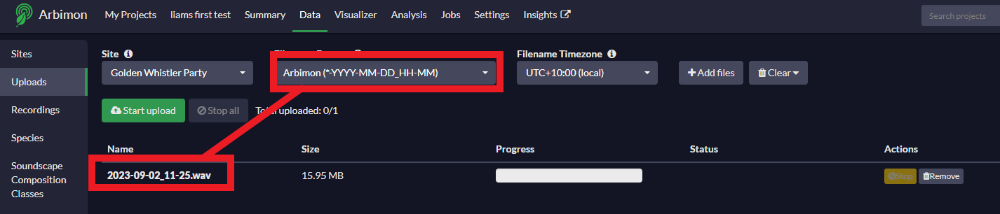 Arbimon My Projects liams first test Summary Data Visualizer Analysis Jobs Settings Insights Search projects
Sites
Uploads
Recordings
Species
Soundscape
Composition
Classes
Site Filename Timezone
Golden Whistler Party Arbimon (*-YYYY-MM-DD_HH-MM) UTC+10:00 (local) Add files Clear
Start upload Stop all uploaded: 0/1
Name Size Progress Status Actions
2023-09-02_11-25.wav 15.95 MB Stop Remove